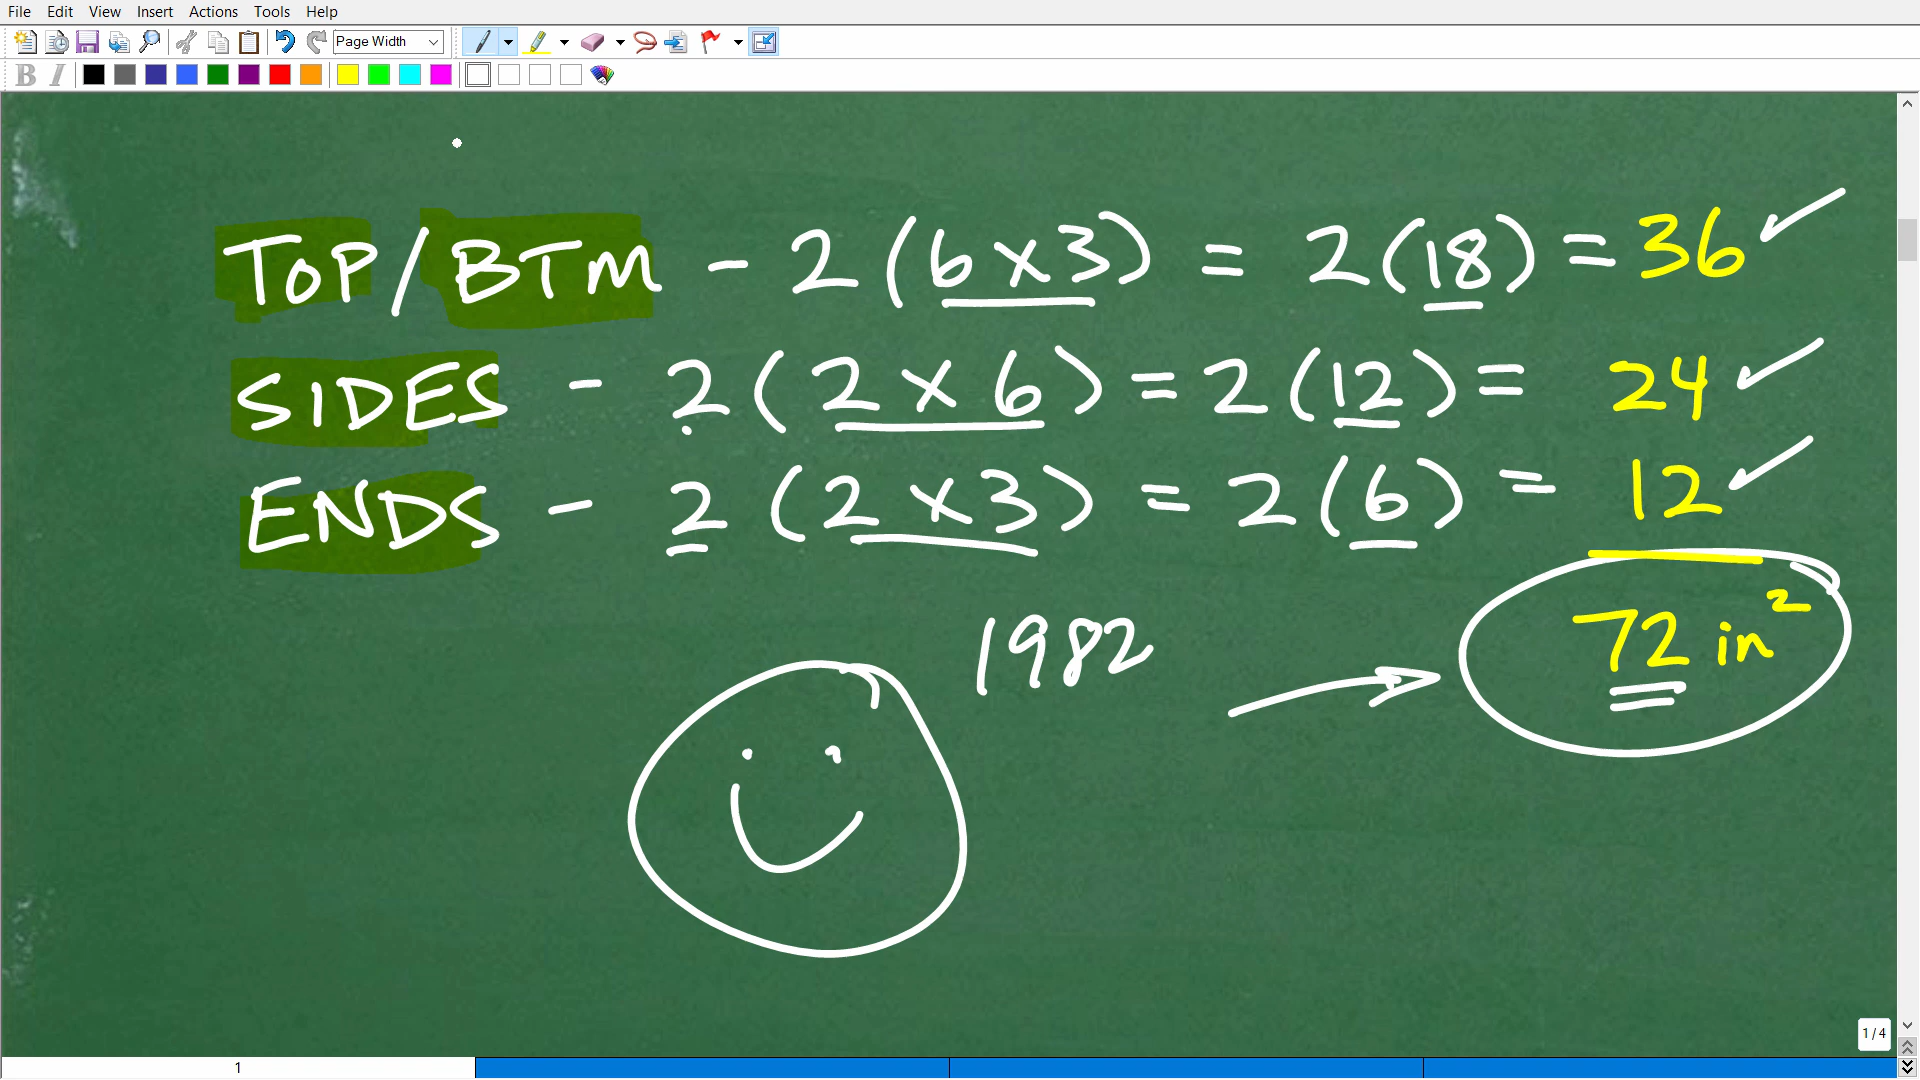 File Edit View Insert Actions Tools Help
Page Width
B I
TOP/BTM - 2(6x3) = 2(18) = 36
SIDES - 2(2x6) = 2(12) = 24
ENDS - 2(2x3) = 2(6) = 12
72 in²
1982
1/4
1